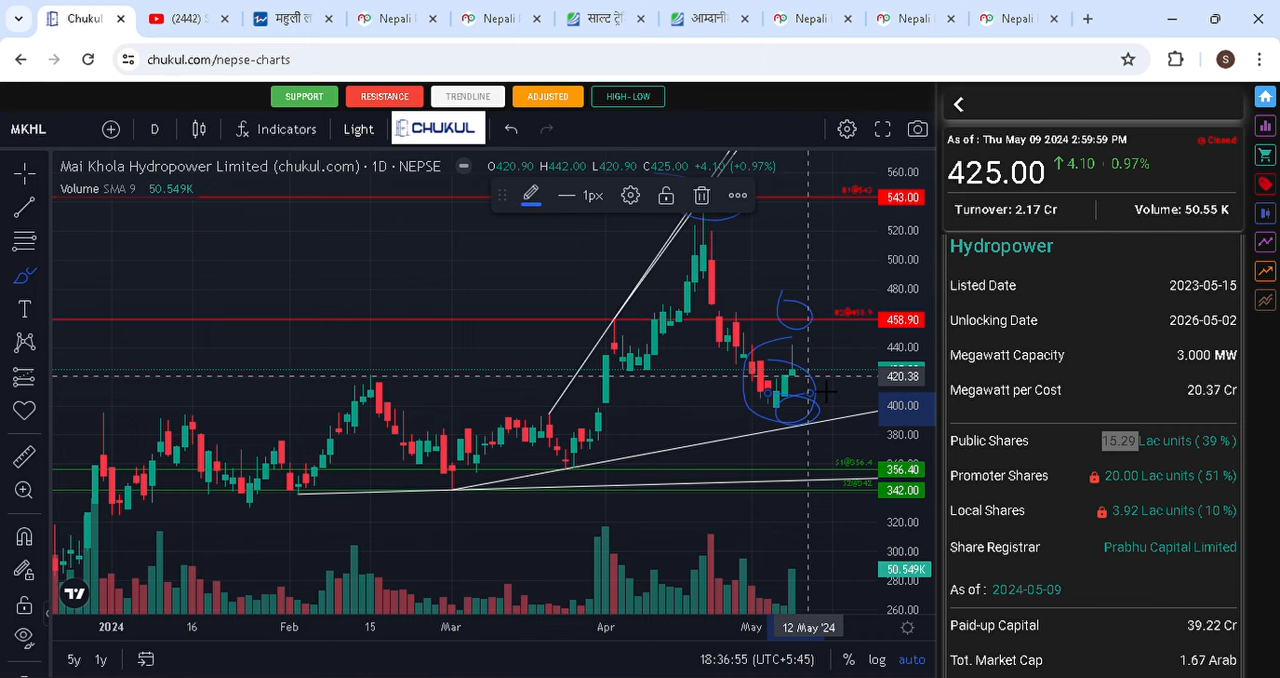 Chukul
(2442) S
महुली ल
Nepali
Nepali
साल्ट ट्रे
आम्दानी
Nepali
Nepali
Nepali
chukul.com/nepse-charts
S
SUPPORT
RESISTANCE
TRENDLINE
ADJUSTED
HIGH - LOW
MKHL
D
Indicators
Light
CHUKUL
Mai Khola Hydropower Limited (chukul.com) · 1D · NEPSE
O420.90 H442.00 L420.90 C425.00 +4.10 (+0.97%)
Volume SMA 9 50.549K
1px
560.00
543.00
520.00
500.00
480.00
458.90
440.00
420.38
400.00
380.00
356.40
342.00
320.00
300.00
50.549K
280.00
260.00
2024
16
Feb
15
Mar
Apr
May
12 May '24
5y
1y
18:36:55 (UTC+5:45)
%
log
auto
As of : Thu May 09 2024 2:59:59 PM
Closed
425.00
4.10
0.97%
Turnover: 2.17 Cr
Volume: 50.55 K
Hydropower
Listed Date 2023-05-15
Unlocking Date 2026-05-02
Megawatt Capacity 3.000 MW
Megawatt per Cost 20.37 Cr
Public Shares 15.29 Lac units ( 39 % )
Promoter Shares 20.00 Lac units ( 51 % )
Local Shares 3.92 Lac units ( 10 % )
Share Registrar Prabhu Capital Limited
As of : 2024-05-09
Paid-up Capital 39.22 Cr
Tot. Market Cap 1.67 Arab